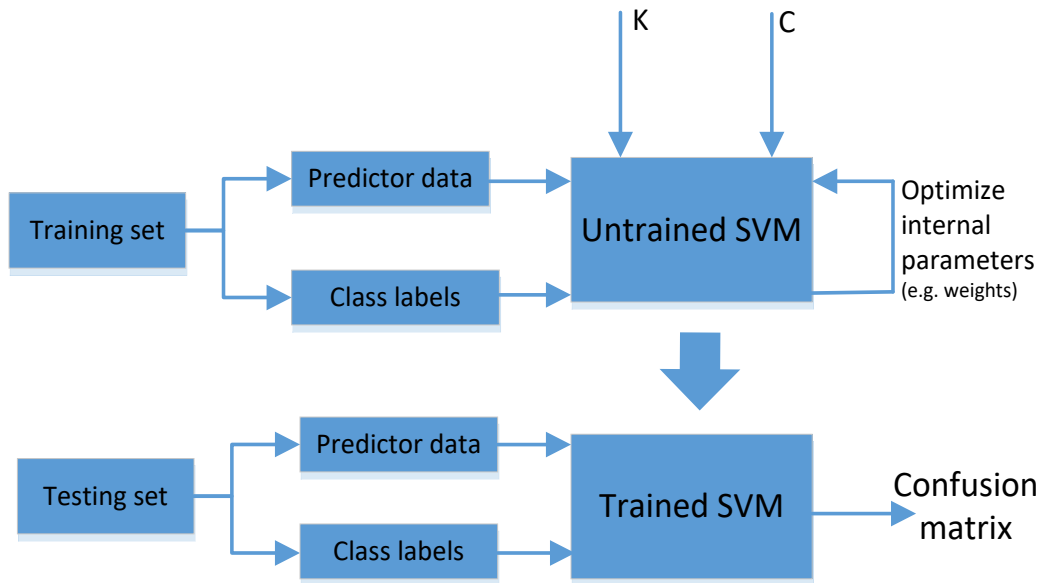 K
C
Predictor data
Training set
Untrained SVM
Class labels
Optimize
internal
parameters
(e.g. weights)
Predictor data
Testing set
Trained SVM
Class labels
Confusion
matrix